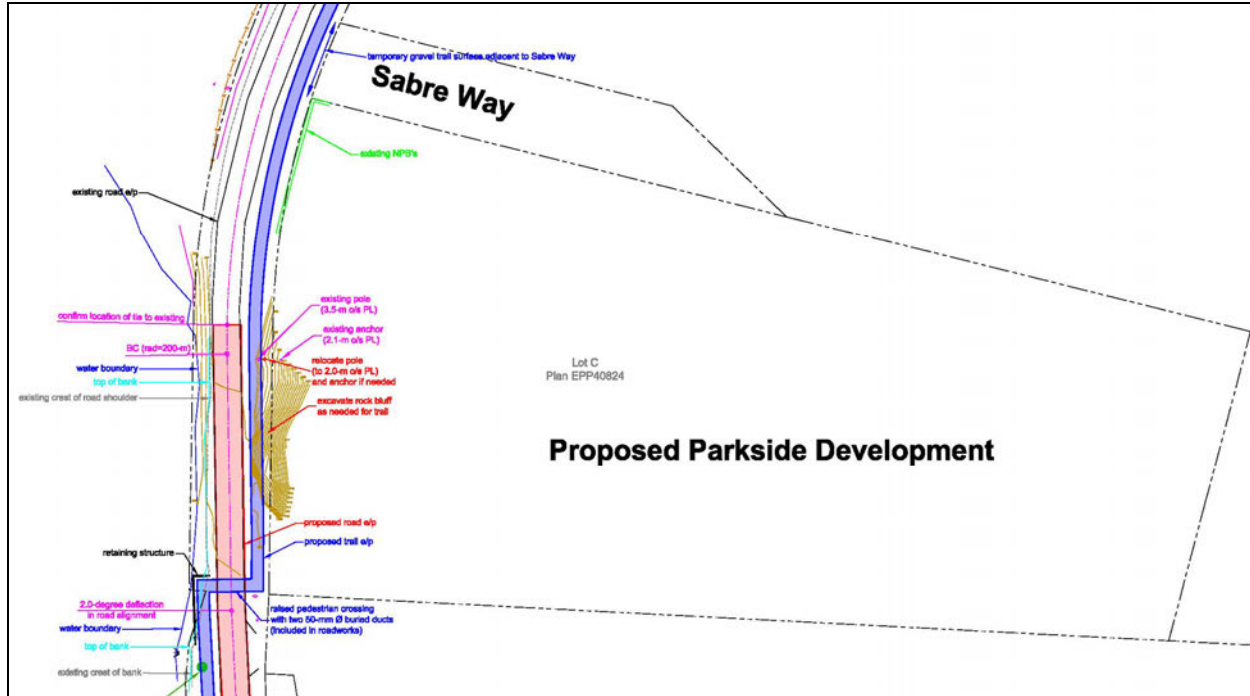 temporary gravel trail surface adjacent to Sabre Way
Sabre Way
existing NPB's
existing road e/p
existing pole
(3.5-m o/s PL)
confirm location of tie to existing
existing anchor
(2.1-m o/s PL)
BC (rad=200-m)
relocate pole
(to 2.0-m o/s PL)
and anchor if needed
water boundary
top of bank
existing crest of road shoulder
excavate rock bluff
as needed for trail
Lot C
Plan EPP40824
Proposed Parkside Development
proposed road e/p
proposed trail e/p
retaining structure
2.0-degree deflection
in road alignment
raised pedestrian crossing
with two 50-mm Ø buried ducts
(included in roadworks)
water boundary
top of bank
existing crest of bank